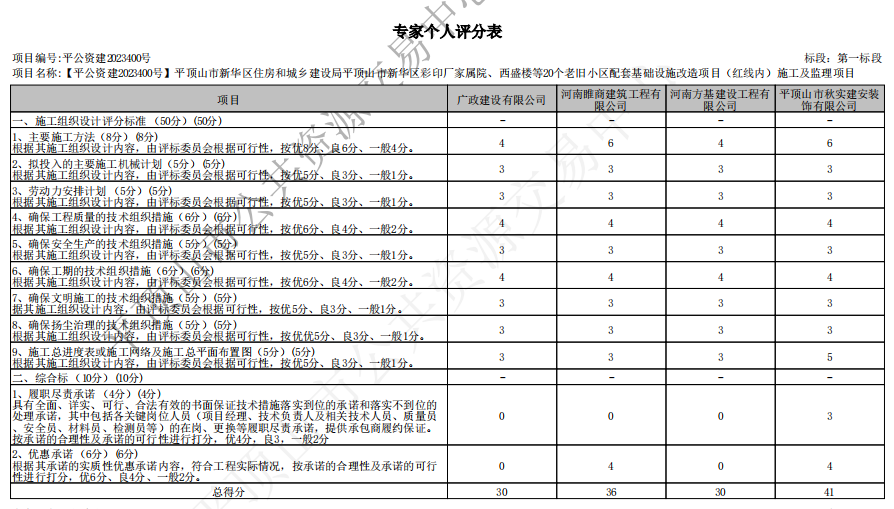 专家个人评分表
项目编号:平公资建2023400号 标段：第一标段
项目名称:【平公资建2023400号】平顶山市新华区住房和城乡建设局平顶山市新华区彩印厂家属院、西盛楼等20个老旧小区配套基础设施改造项目（红线内）施工及监理项目
项目 广政建设有限公司 河南睢商建筑工程有限公司 河南方基建设工程有限公司 平顶山市秋实建安装饰有限公司
一、施工组织设计评分标准 （50分）(50分) - - - -
1、主要施工方法（8分）(8分)
根据其施工组织设计内容，由评标委员会根据可行性，按优8分、良6分、一般4分。 4 6 4 6
2、拟投入的主要施工机械计划（5分）(5分)
根据其施工组织设计内容，由评标委员会根据可行性，按优5分、良3分、一般1分。 3 3 3 3
3、劳动力安排计划 （5分）(5分)
根据其施工组织设计内容，由评标委员会根据可行性，按优5分、良3分、一般1分。 3 3 3 3
4、确保工程质量的技术组织措施（6分）(6分)
根据其施工组织设计内容，由评标委员会根据可行性，按优6分、良4分、一般2分。 4 4 4 4
5、确保安全生产的技术组织措施（5分）(5分)
根据其施工组织设计内容，由评标委员会根据可行性，按优5分、良3分、一般1分。 3 3 3 3
6、确保工期的技术组织措施（6分）(6分)
根据其施工组织设计内容，由评标委员会根据可行性，按优6分、良4分、一般2分。 4 4 4 4
7、确保文明施工的技术组织措施（5分）(5分)
据其施工组织设计内容，由评标委员会根据可行性，按优5分、良3分、一般1分。 3 3 3 3
8、确保扬尘治理的技术组织措施（5分）(5分)
根据其施工组织设计内容，由评标委员会根据可行性，按优优5分、良3分、一般1分。 3 3 3 3
9、施工总进度表或施工网络及施工总平面布置图（5分）(5分)
根据其施工组织设计内容，由评标委员会根据可行性，按优5分、良3分、一般1分。 3 3 3 5
二、综合标（10分）(10分) - - - -
1、履职尽责承诺 （4分）(4分)
具有全面、详实、可行、合法有效的书面保证技术措施落实到位的承诺和落实不到位的
处理承诺，其中包括各关键岗位人员（项目经理、技术负责人及相关技术人员、质量员
、安全员、材料员、检测员等）的在岗、更换等履职尽责承诺，提供承包商履约保证。
按承诺的合理性及承诺的可行性进行打分，优4分，良3，一般2分 0 0 0 3
2、优惠承诺 （6分）(6分)
根据其承诺的实质性优惠承诺内容，符合工程实际情况，按承诺的合理性及承诺的可行
性进行打分，优6分、良4分、一般2分。 0 4 0 4
总得分 30 36 30 41
平顶山市公共资源交易中心
平顶山市公共资源交易中